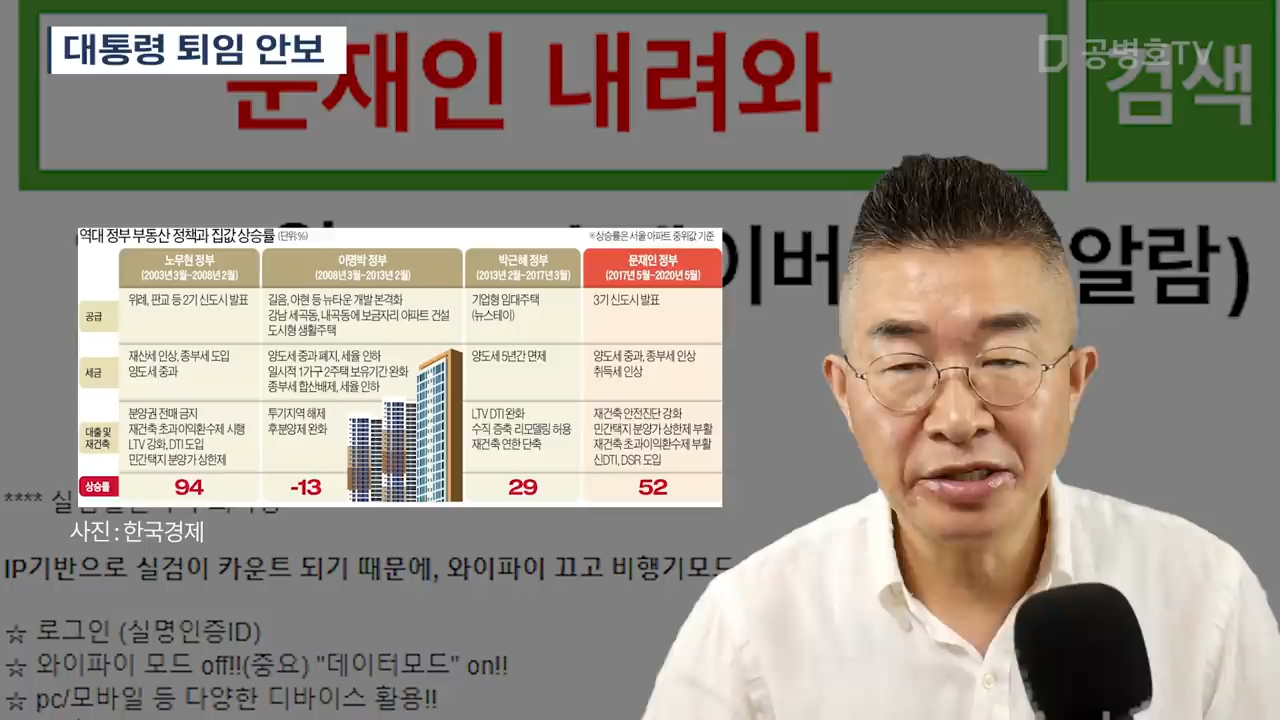 대통령 퇴임 안보
문재인 내려와
검색
공병호TV
이버
알람)
역대 정부 부동산 정책과 집값 상승률 (단위:%)
※상승률은 서울 아파트 중위값 기준
노무현 정부 이명박 정부 박근혜 정부 문재인 정부
(2003년 3월~2008년 2월) (2008년 3월~2013년 2월) (2013년 2월~2017년 3월) (2017년 5월~2020년 5월)
공급
위례, 판교 등 2기 신도시 발표
길음, 아현 등 뉴타운 개발 본격화
강남 세곡동, 내곡동에 보금자리 아파트 건설
도시형 생활주택
기업형 임대주택
(뉴스테이)
3기 신도시 발표
세금
재산세 인상, 종부세 도입
양도세 중과
양도세 중과 폐지, 세율 인하
일시적 1가구 2주택 보유기간 완화
종부세 합산배제, 세율 인하
양도세 5년간 면제
양도세 중과, 종부세 인상
취득세 인상
대출 및
재건축
분양권 전매 금지
재건축 초과이익환수제 시행
LTV 강화, DTI 도입
민간택지 분양가 상한제
투기지역 해제
후분양제 완화
LTV DTI 완화
수직 증축 리모델링 허용
재건축 연한 단축
재건축 안전진단 강화
민간택지 분양가 상한제 부활
재건축 초과이익환수제 부활
신DTI, DSR 도입
상승률 94 -13 29 52
**** 실
사진 : 한국경제
IP기반으로 실검이 카운트 되기 때문에, 와이파이 끄고 비행기모드
☆ 로그인 (실명인증ID)
☆ 와이파이 모드 off!!(중요) "데이터모드" on!!
☆ pc/모바일 등 다양한 디바이스 활용!!